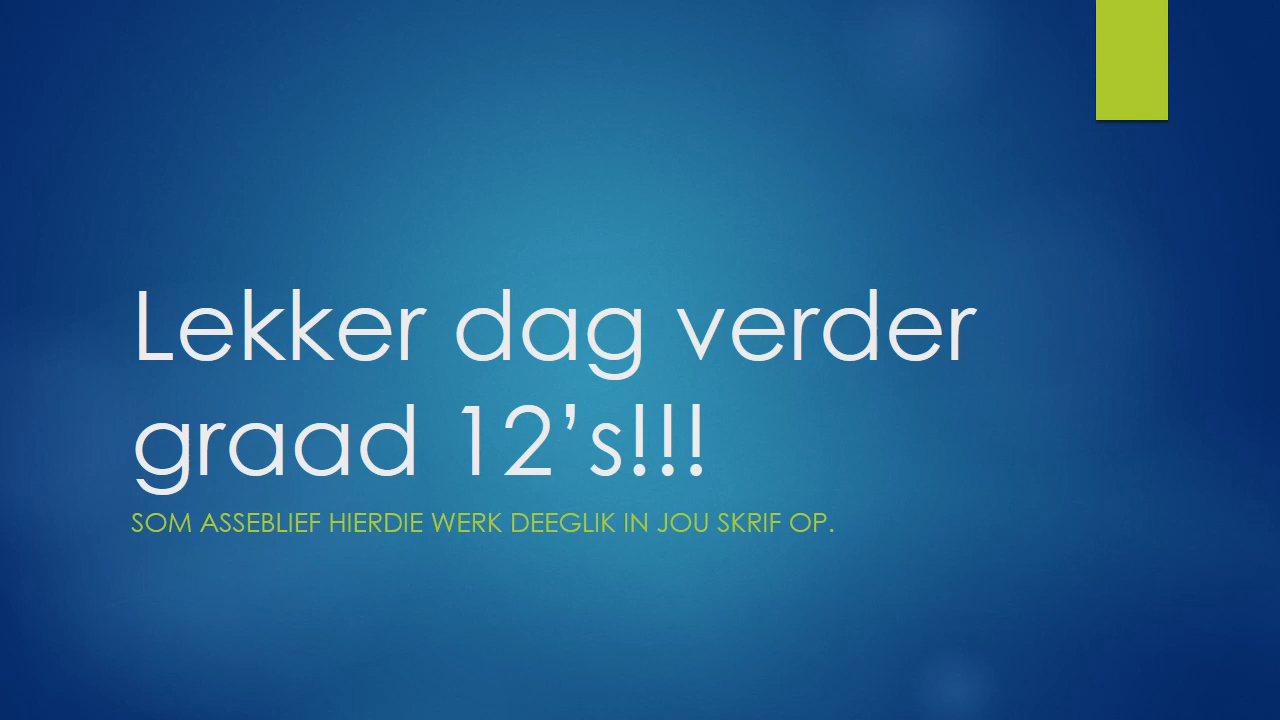 Lekker dag verder
graad 12’s!!!
SOM ASSEBLIEF HIERDIE WERK DEEGLIK IN JOU SKRIF OP.